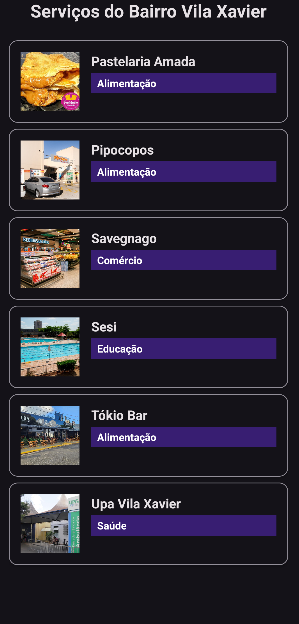 Serviços do Bairro Vila Xavier
Pastelaria Amada
Alimentação
Pipocopos
Alimentação
Savegnago
Comércio
Sesi
Educação
Tókio Bar
Alimentação
Upa Vila Xavier
Saúde